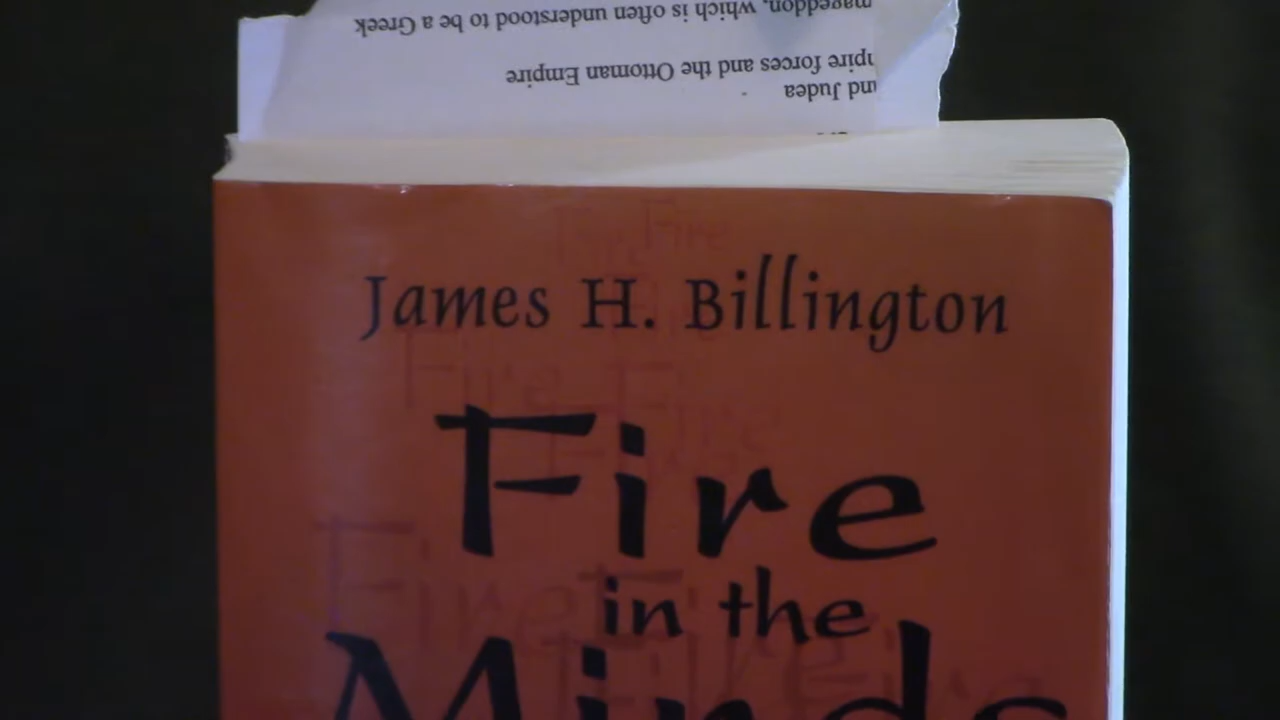 mageddon, which is often understood to be a Greek
pire forces and the Ottoman Empire
nd Judea
James H. Billington
Fire
in the
Minds